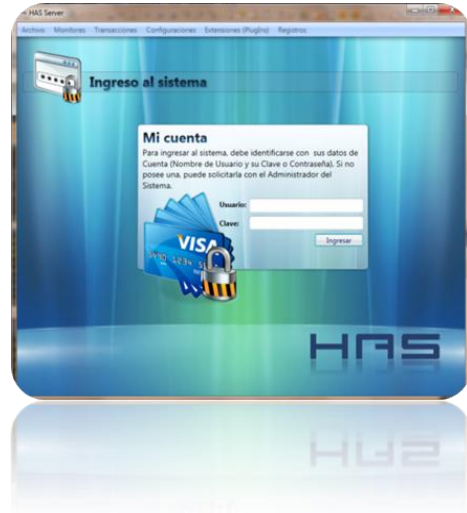 HAS Server
Archivo Monitores Transacciones Configuraciones Extensiones (PlugIns) Registros
Ingreso al sistema
Mi cuenta
Para ingresar al sistema, debe identificarse con sus datos de
Cuenta (Nombre de Usuario y su Clave o Contraseña). Si no
posee una, puede solicitarla con el Administrador del
Sistema.
Usuario:
Clave:
Ingresar
VISA
HAS